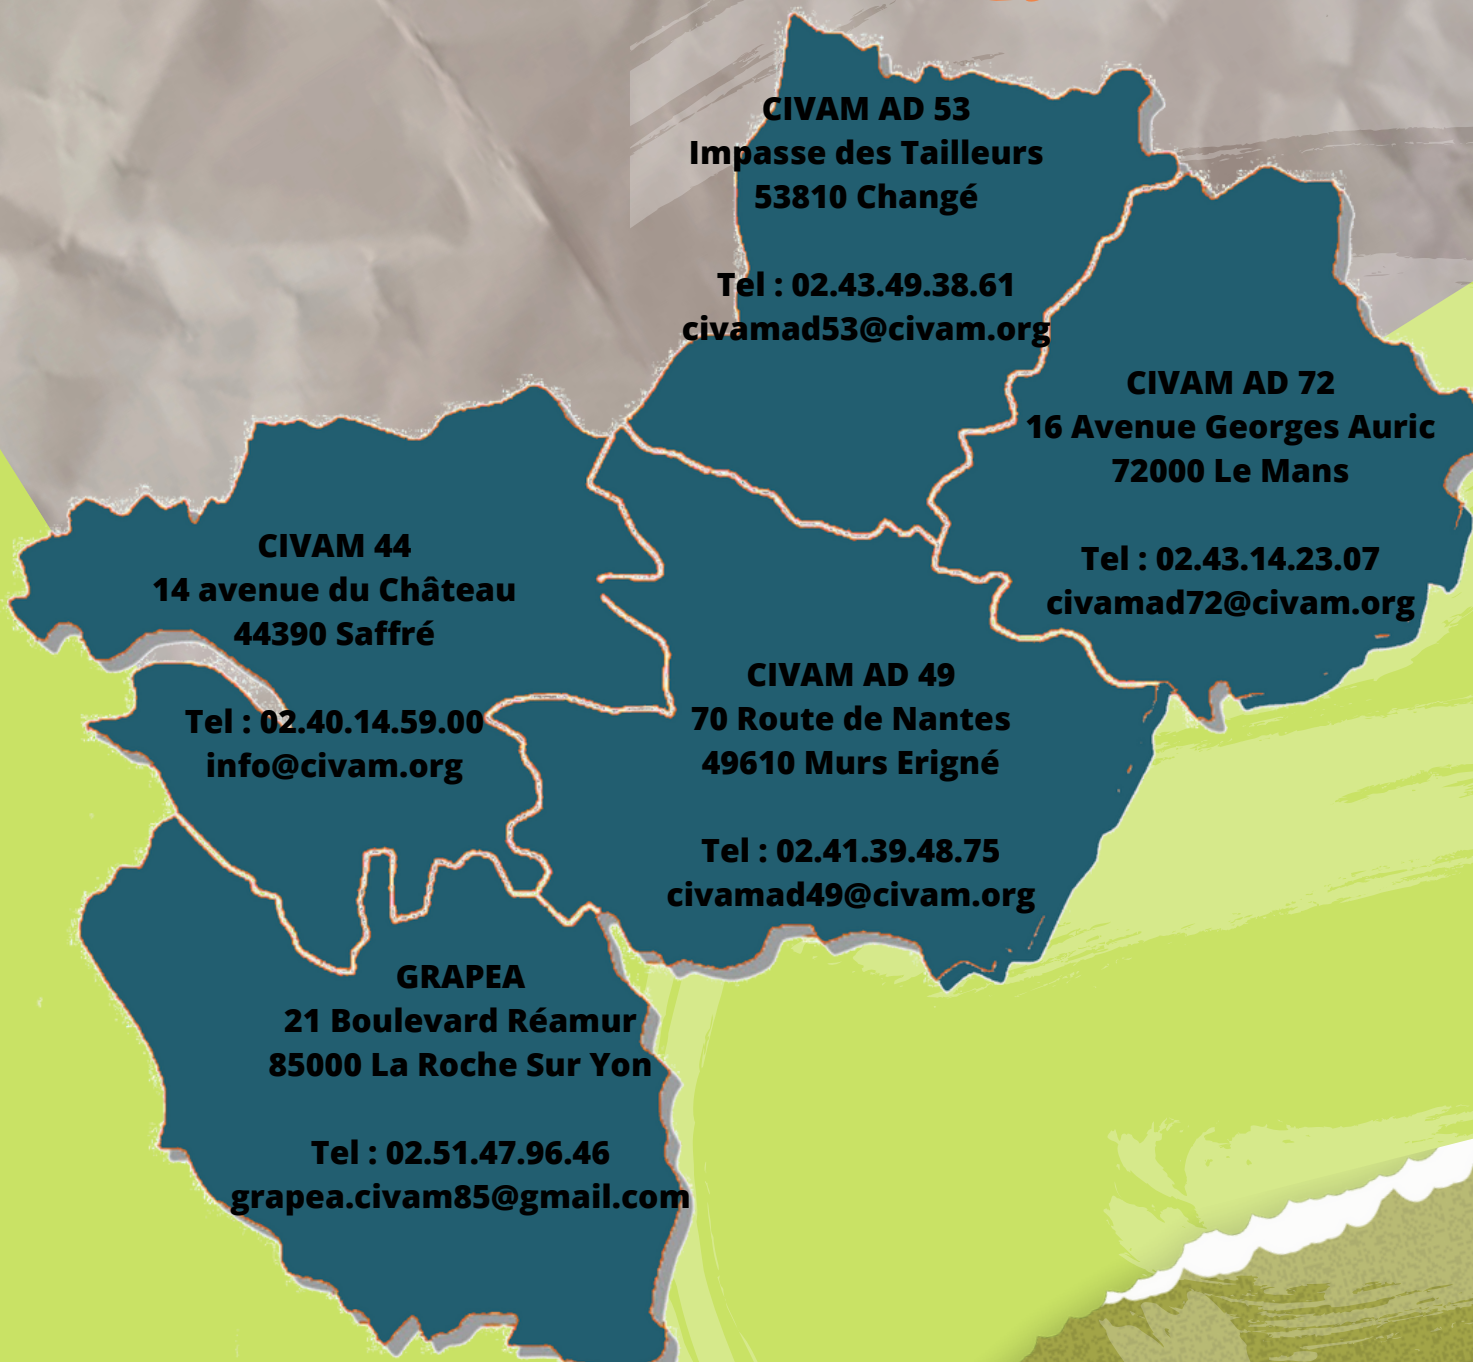 CIVAM AD 53
Impasse des Tailleurs
53810 Changé
Tel : 02.43.49.38.61
civamad53@civam.org
CIVAM AD 72
16 Avenue Georges Auric
72000 Le Mans
Tel : 02.43.14.23.07
civamad72@civam.org
CIVAM 44
14 avenue du Château
44390 Saffré
Tel : 02.40.14.59.00
info@civam.org
CIVAM AD 49
70 Route de Nantes
49610 Murs Erigné
Tel : 02.41.39.48.75
civamad49@civam.org
GRAPEA
21 Boulevard Réamur
85000 La Roche Sur Yon
Tel : 02.51.47.96.46
grapea.civam85@gmail.com